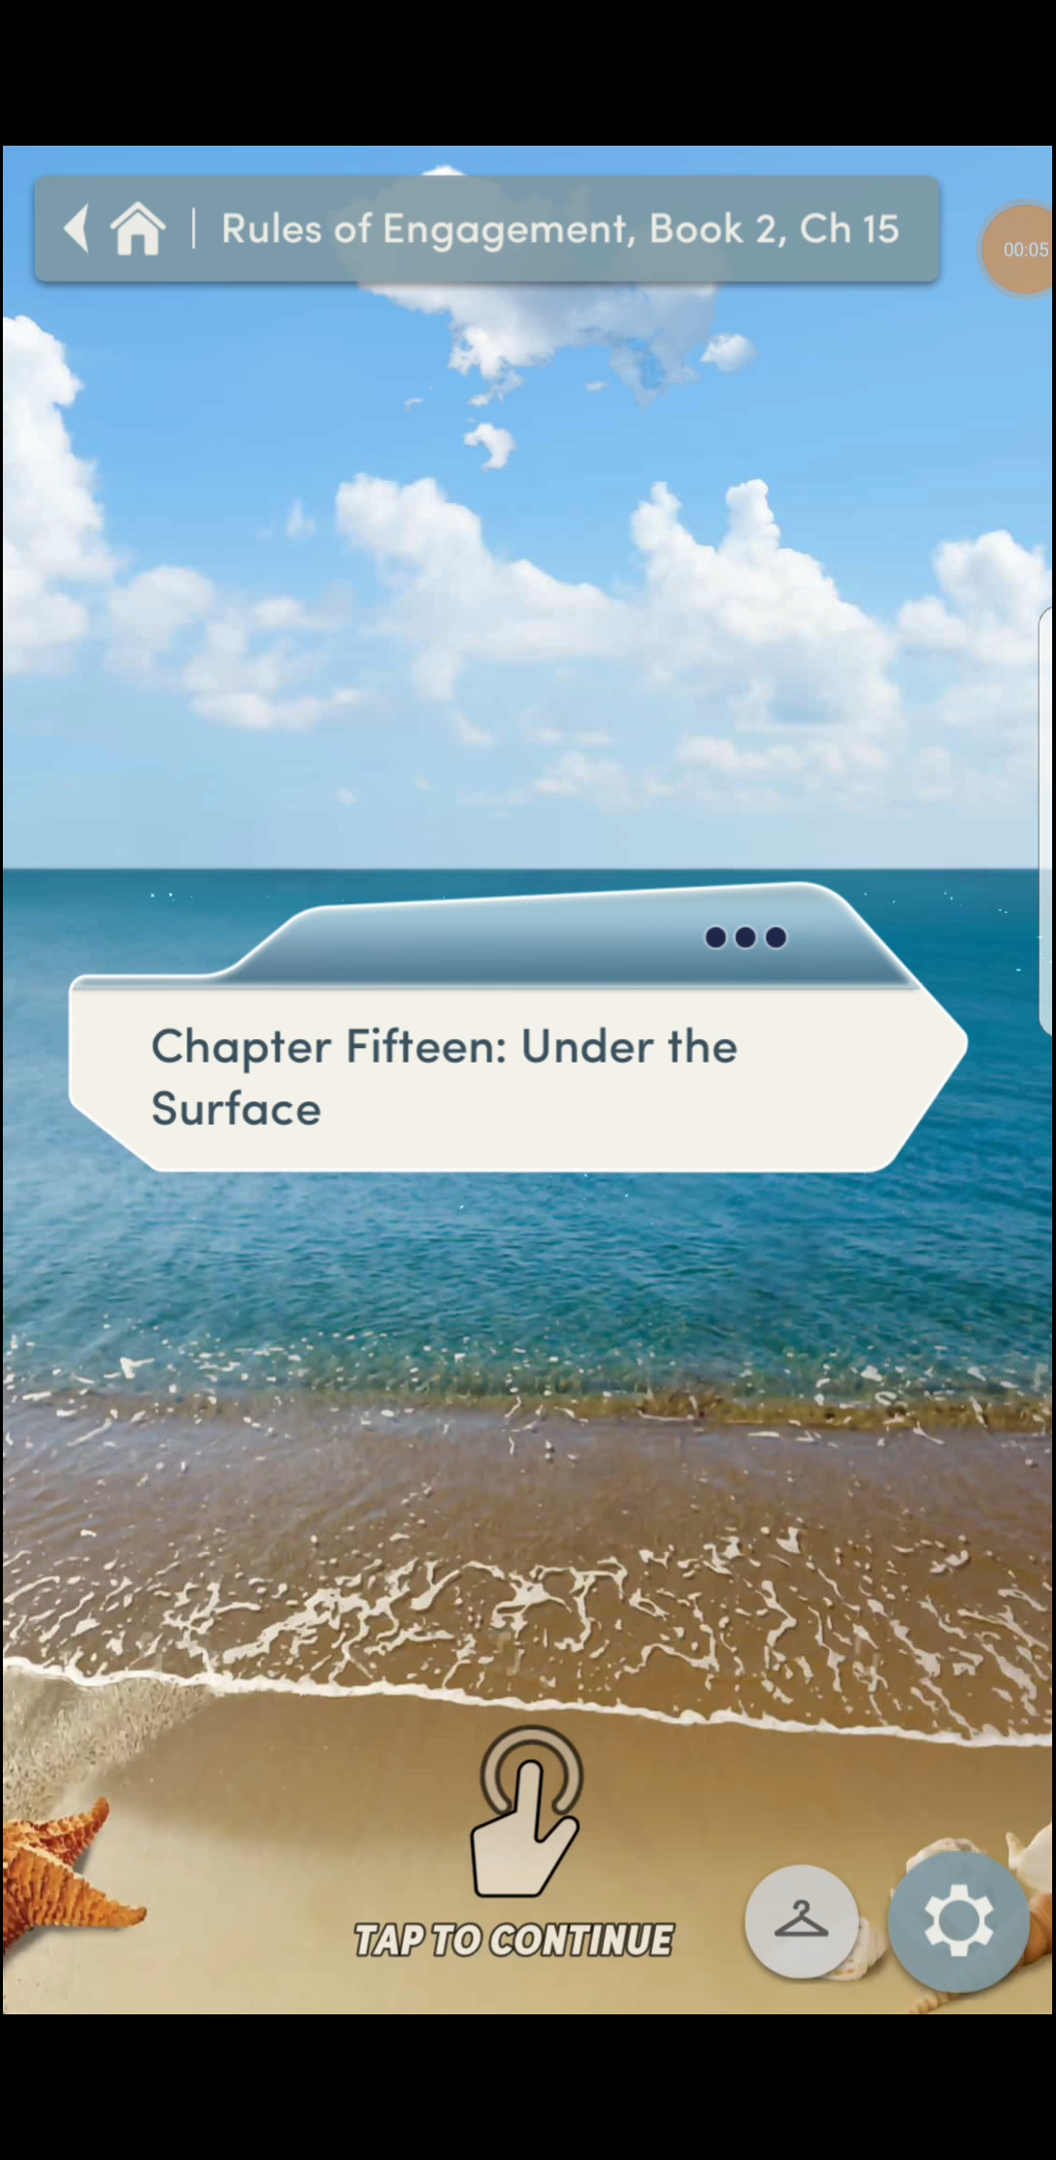 Rules of Engagement, Book 2, Ch 15
00:05
Chapter Fifteen: Under the
Surface
TAP TO CONTINUE